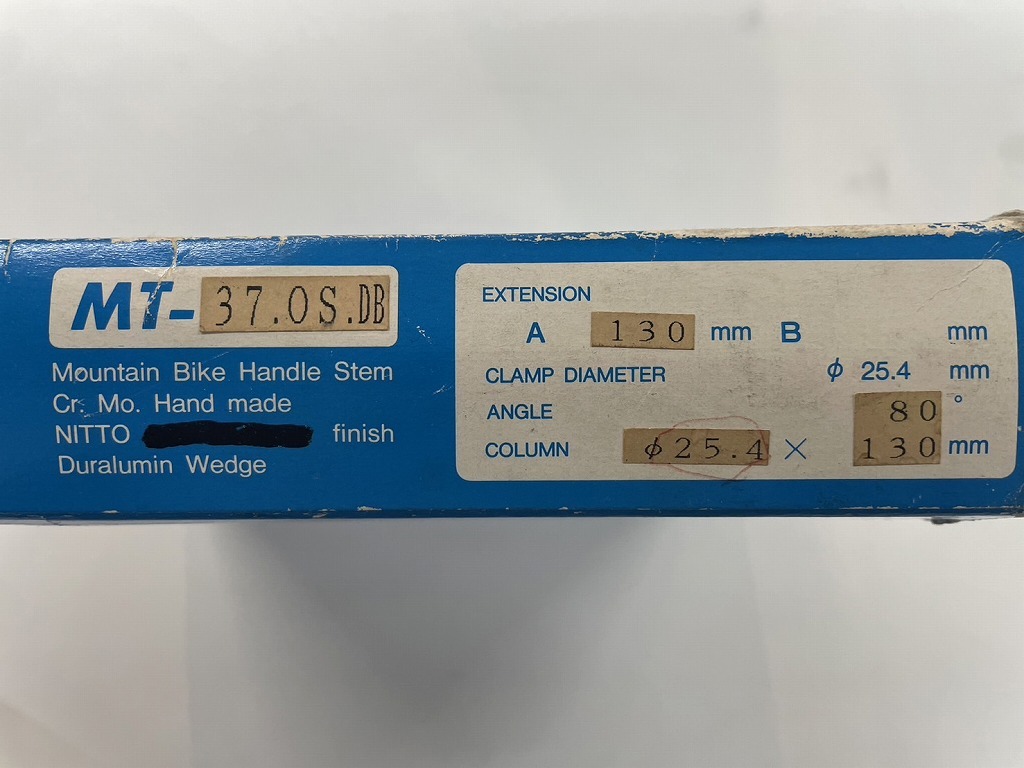 MT-37.0S.DB
Mountain Bike Handle Stem
Cr. Mo. Hand made
NITTO finish
Duralumin Wedge
EXTENSION
A 130 mm B mm
CLAMP DIAMETER φ 25.4 mm
ANGLE 80 °
COLUMN φ25.4 × 130 mm